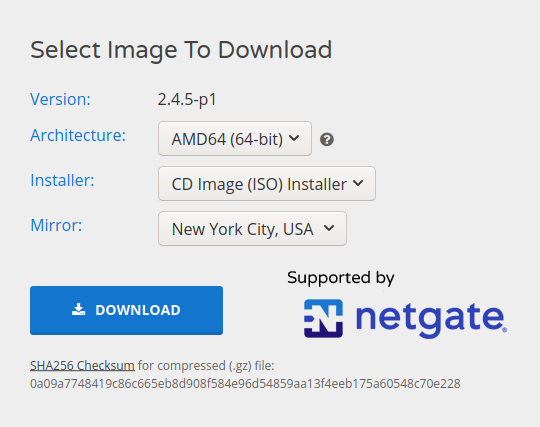 Select Image To Download
Version: 2.4.5-p1
Architecture: AMD64 (64-bit) ?
Installer: CD Image (ISO) Installer
Mirror: New York City, USA
Supported by
DOWNLOAD
netgate®
SHA256 Checksum for compressed (.gz) file:
0a09a7748419c86c665eb8d908f584e96d54859aa13f4eeb175a60548c70e228